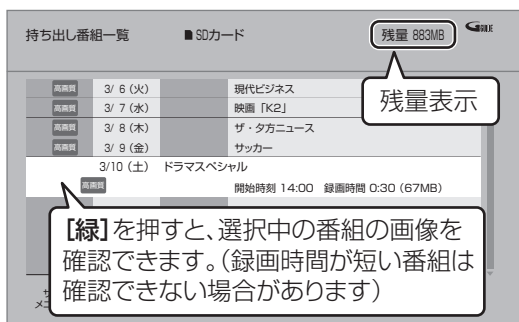 持ち出し番組一覧 SDカード 残量 883MB
残量表示
高画質 3/ 6 (火) 現代ビジネス
高画質 3/ 7 (水) 映画「K2」
高画質 3/ 8 (木) ザ・夕方ニュース
高画質 3/ 9 (金) サッカー
3/10 (土) ドラマスペシャル
高画質 開始時刻 14:00 録画時間 0:30 (67MB)
[緑]を押すと、選択中の番組の画像を
確認できます。(録画時間が短い番組は
確認できない場合があります)